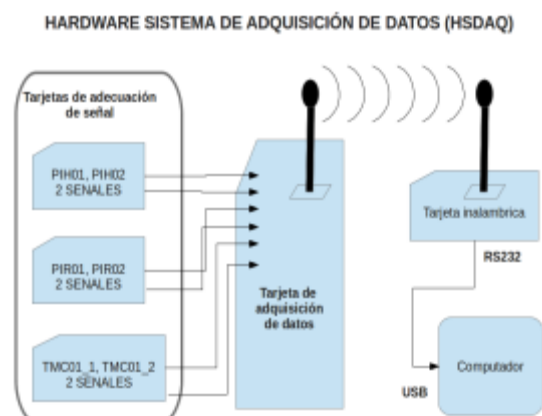 HARDWARE SISTEMA DE ADQUISICIÓN DE DATOS (HSDAQ)
Tarjetas de adecuación
de señal
PIH01, PIH02
2 SENALES
PIR01, PIR02
2 SEÑALES
TMC01_1, TMC01_2
2 SEÑALES
Tarjeta de
adquisición
de datos
Tarjeta inalambrica
RS232
Computador
USB